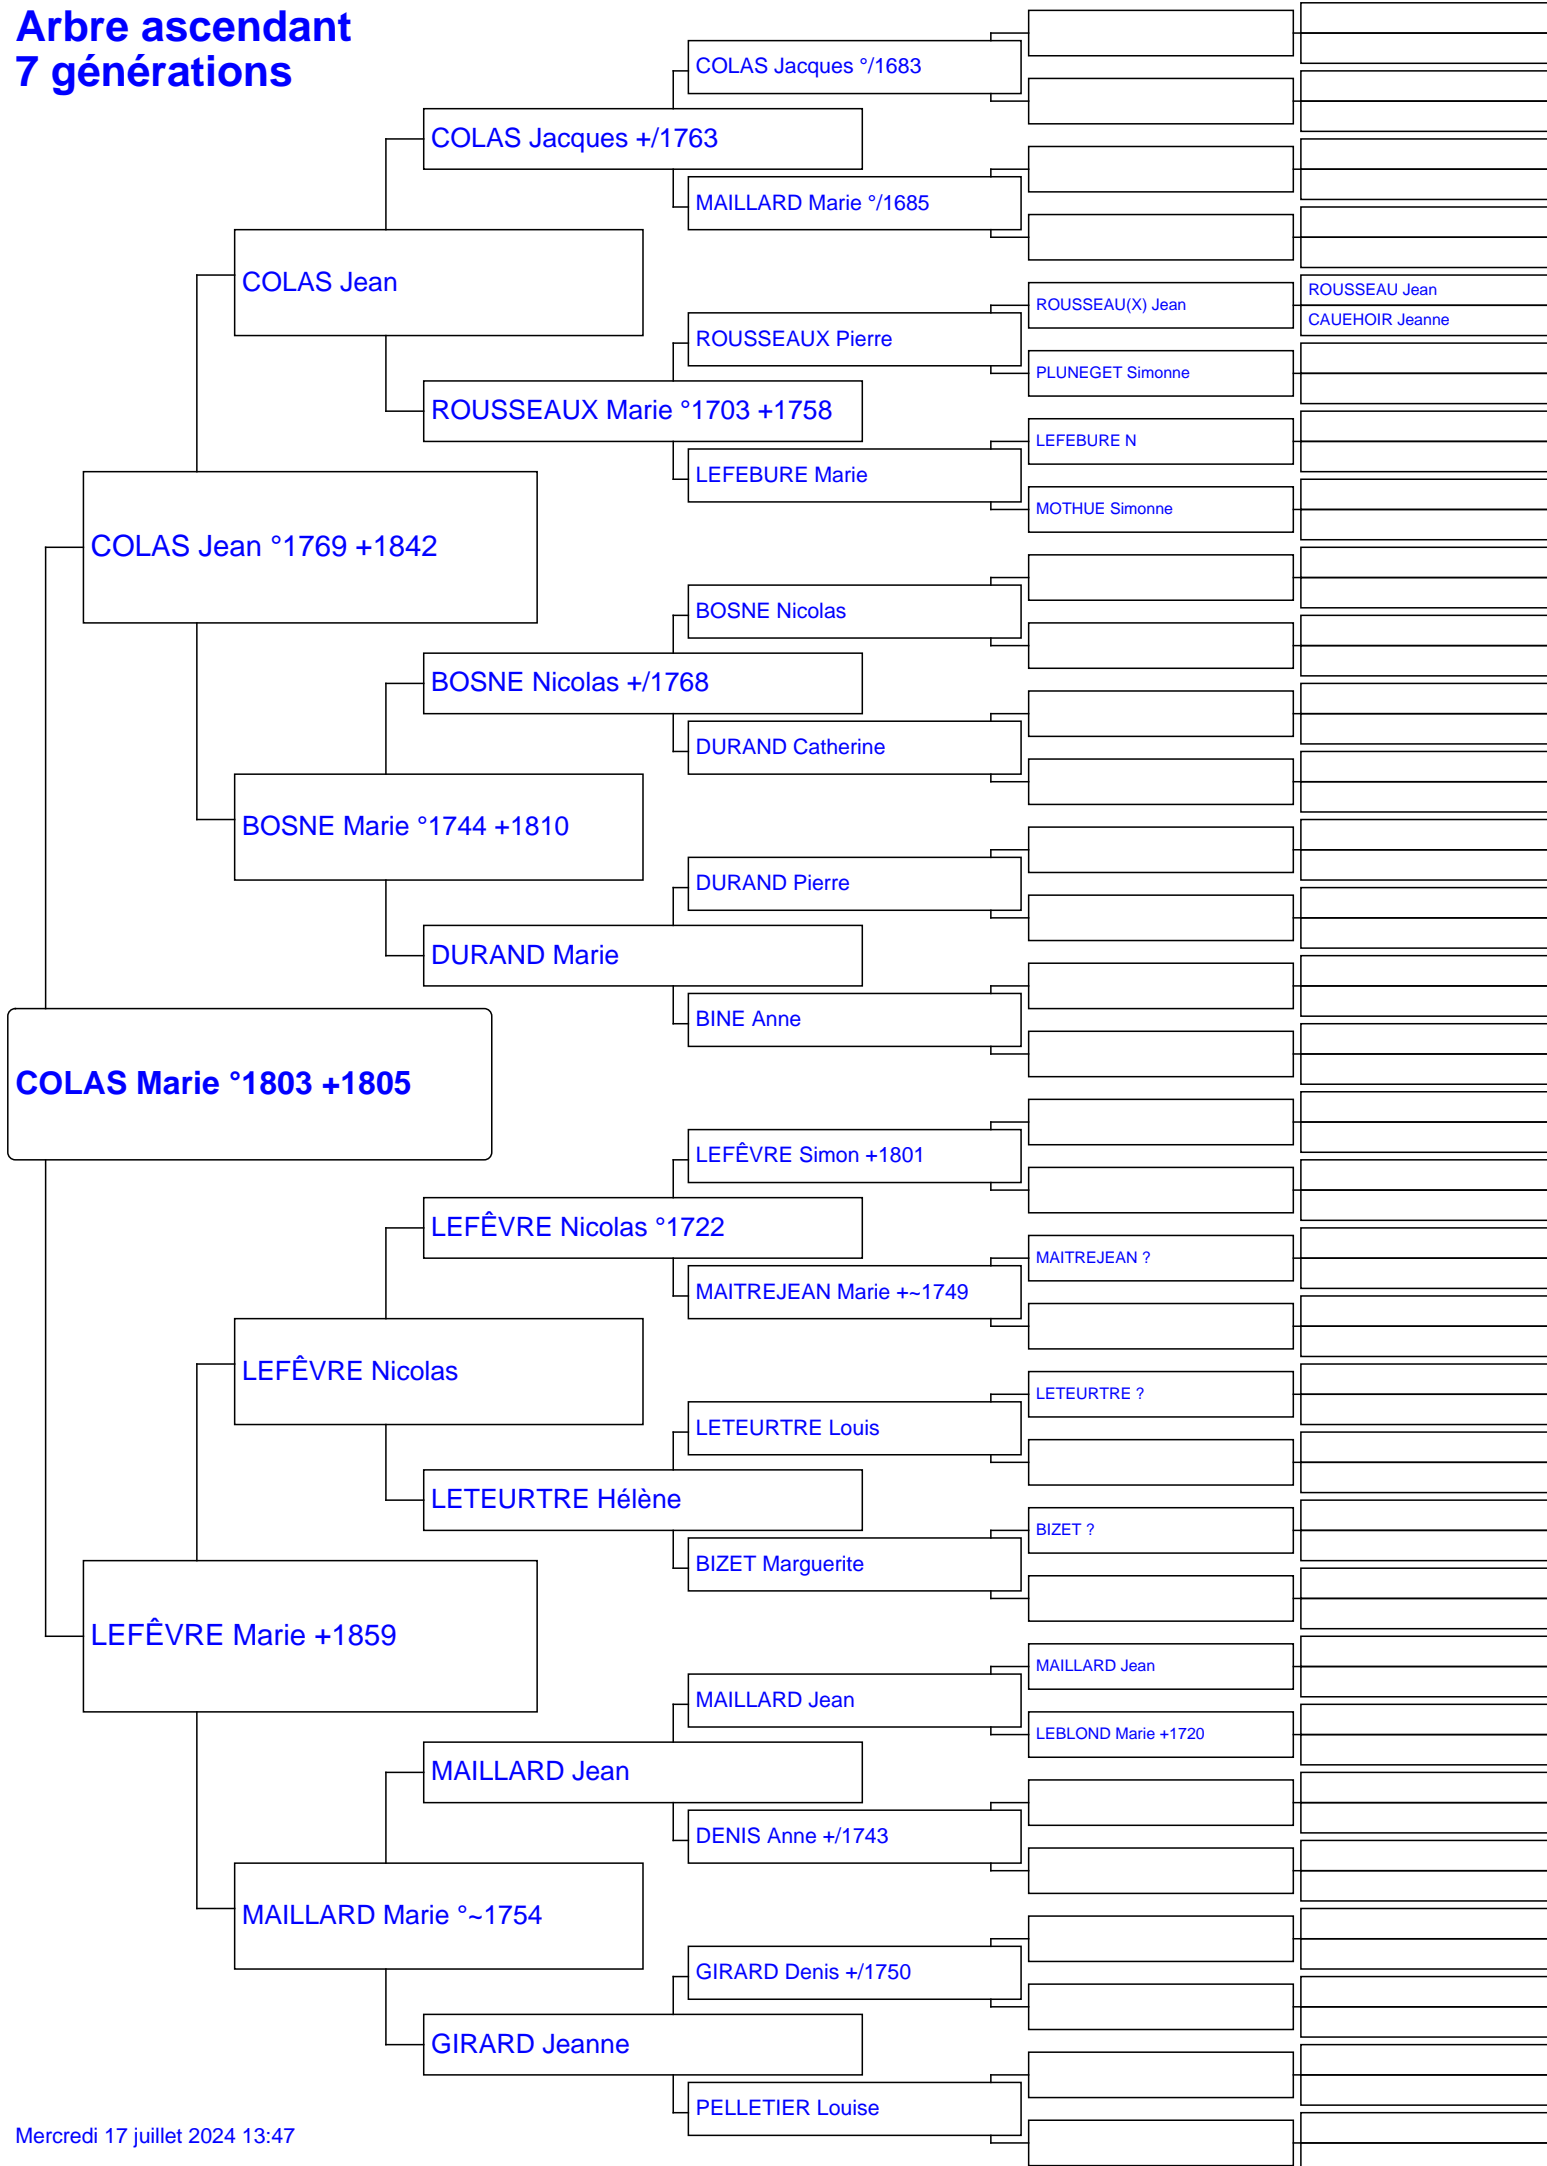 Arbre ascendant
7 générations
COLAS Jacques °/1683
COLAS Jacques +/1763
MAILLARD Marie °/1685
COLAS Jean
ROUSSEAU(X) Jean
ROUSSEAU Jean
CAUEHOIR Jeanne
ROUSSEAUX Pierre
PLUNEGET Simonne
ROUSSEAUX Marie °1703 +1758
LEFEBURE N
LEFEBURE Marie
MOTHUE Simonne
COLAS Jean °1769 +1842
BOSNE Nicolas
BOSNE Nicolas +/1768
DURAND Catherine
BOSNE Marie °1744 +1810
DURAND Pierre
DURAND Marie
BINE Anne
COLAS Marie °1803 +1805
LEFÊVRE Simon +1801
LEFÊVRE Nicolas °1722
MAITREJEAN ?
MAITREJEAN Marie +~1749
LEFÊVRE Nicolas
LETEURTRE ?
LETEURTRE Louis
LETEURTRE Hélène
BIZET ?
BIZET Marguerite
LEFÊVRE Marie +1859
MAILLARD Jean
MAILLARD Jean
LEBLOND Marie +1720
MAILLARD Jean
DENIS Anne +/1743
MAILLARD Marie °~1754
GIRARD Denis +/1750
GIRARD Jeanne
PELLETIER Louise
Mercredi 17 juillet 2024 13:47